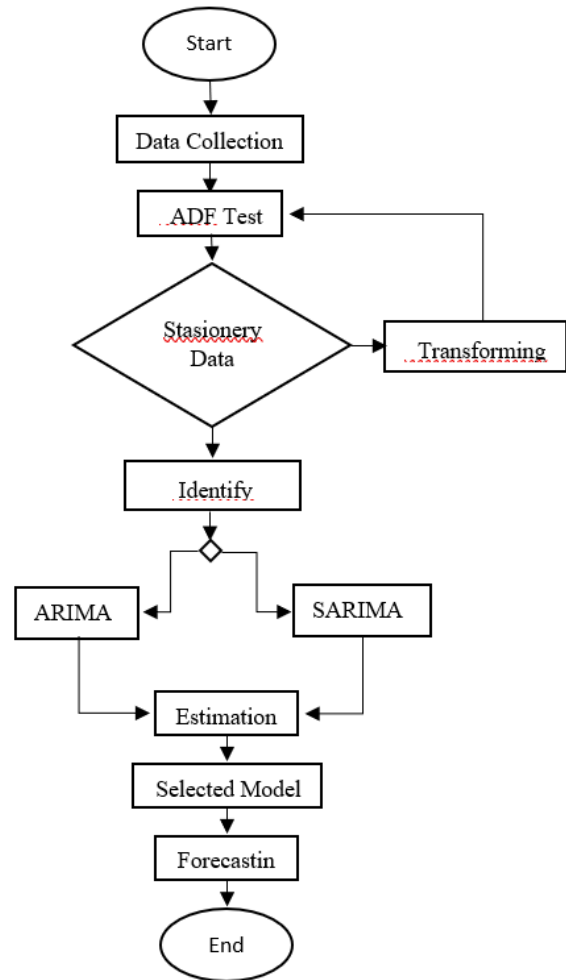 Start
Data Collection
ADF Test
Stasionery
Data
Transforming
Identify
ARIMA
SARIMA
Estimation
Selected Model
Forecastin
End